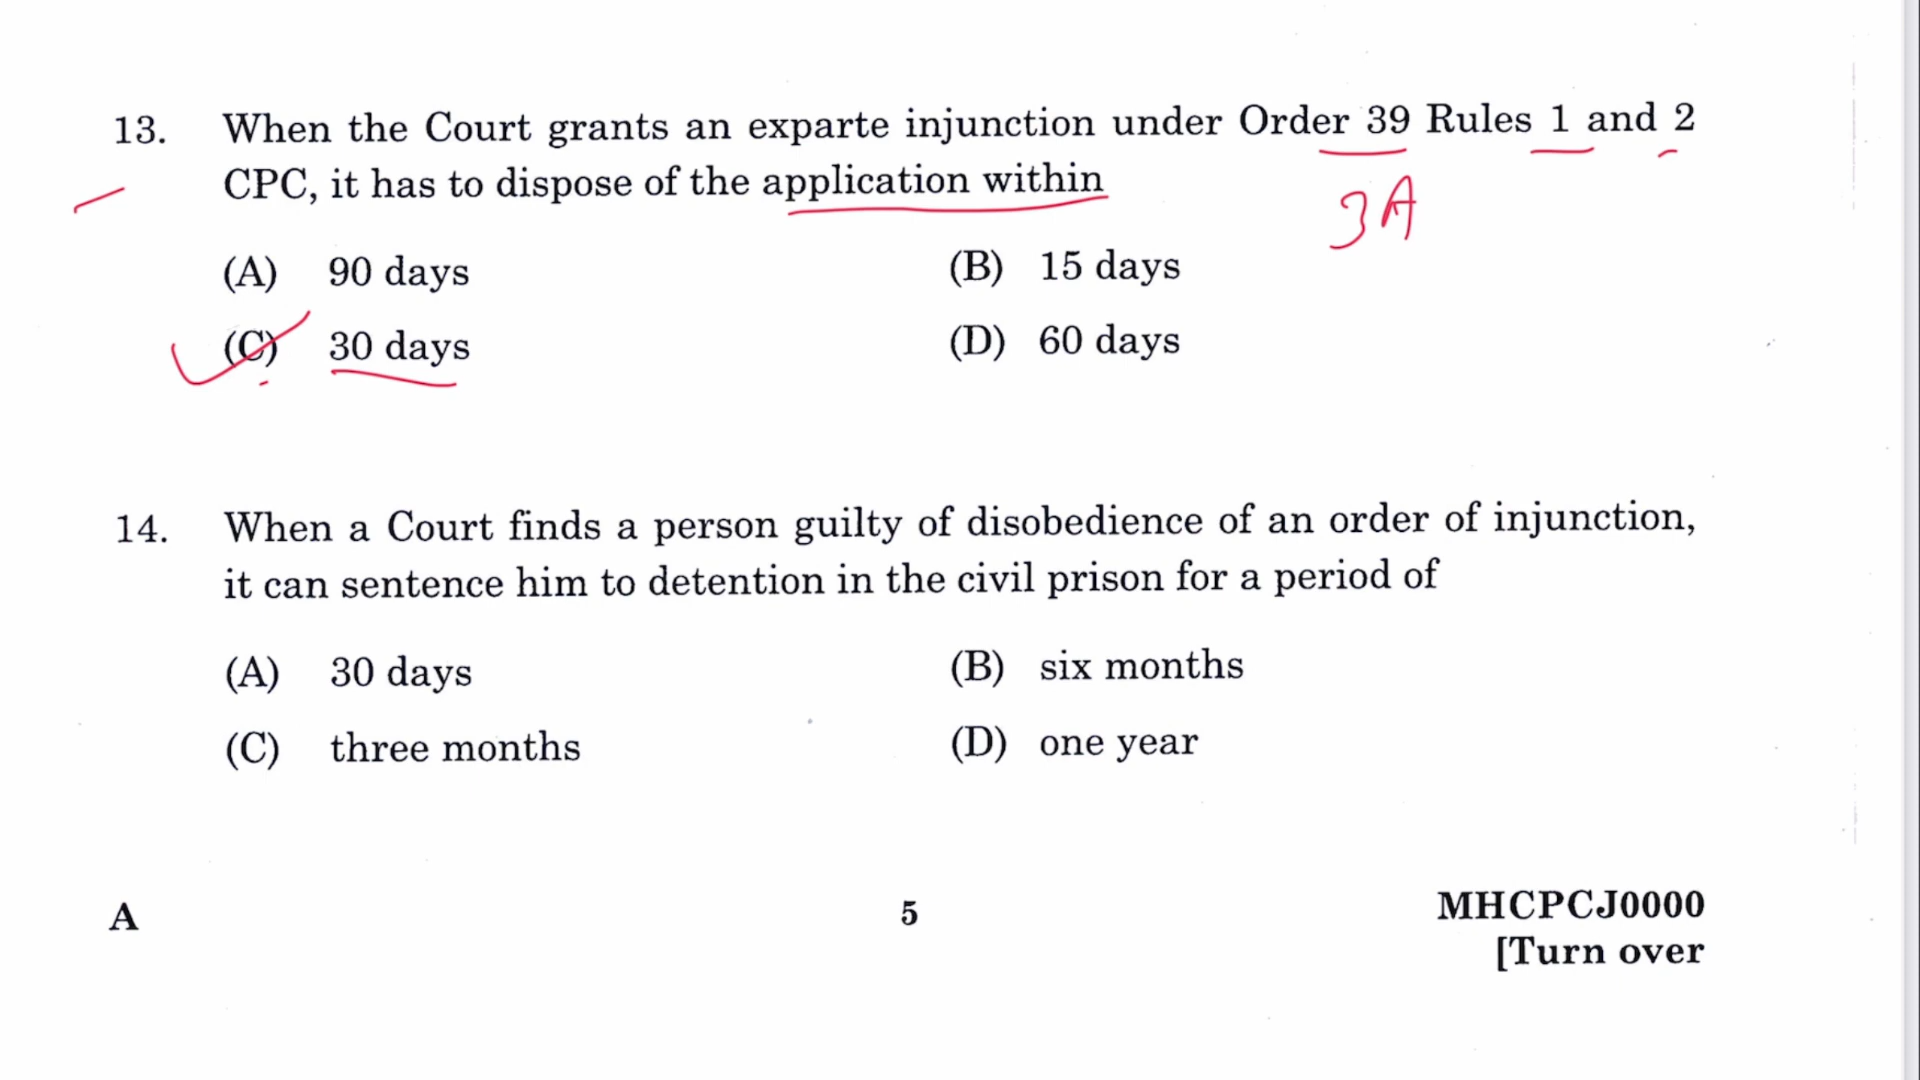 13. When the Court grants an exparte injunction under Order 39 Rules 1 and 2
CPC, it has to dispose of the application within
3A
(A) 90 days (B) 15 days
(C) 30 days (D) 60 days
14. When a Court finds a person guilty of disobedience of an order of injunction,
it can sentence him to detention in the civil prison for a period of
(A) 30 days (B) six months
(C) three months (D) one year
A 5 MHCPCJ0000
[Turn over